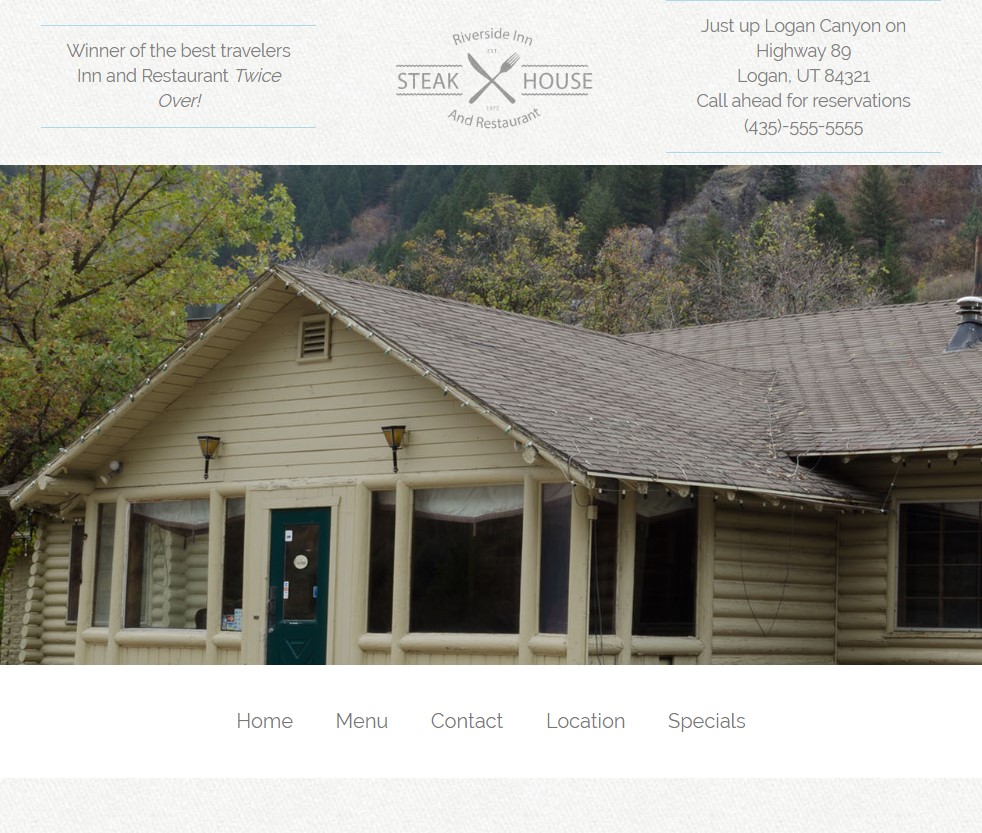 Winner of the best travelers
Inn and Restaurant Twice
Over!
Riverside Inn
EST
STEAK HOUSE
1972
And Restaurant
Just up Logan Canyon on
Highway 89
Logan, UT 84321
Call ahead for reservations
(435)-555-5555
Home Menu Contact Location Specials